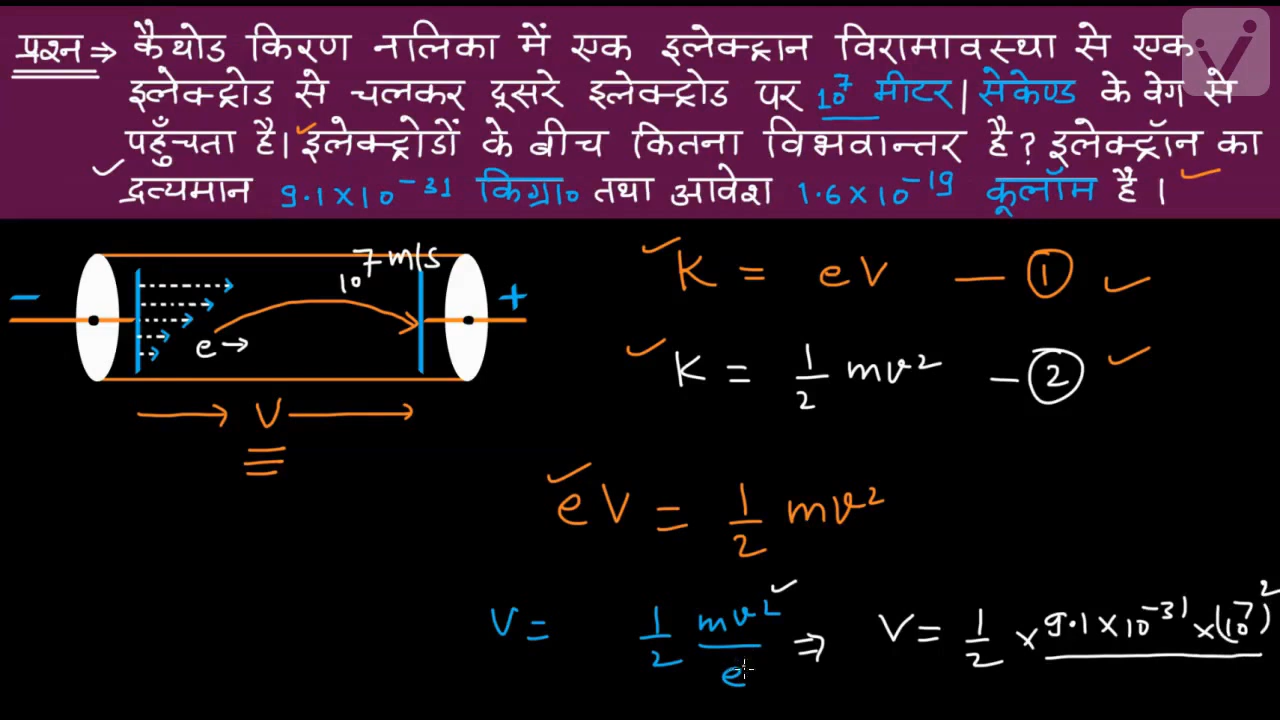 प्रश्न ⇒ कैथोड किरण नलिका में एक इलेक्ट्रान विरामावस्था से एक
इलेक्ट्रोड से चलकर दूसरे इलेक्ट्रोड पर 10⁷ मीटर/सेकेण्ड के वेग से
पहुँचता है। इलेक्ट्रोडों के बीच कितना विभवान्तर है? इलेक्ट्रॉन का
द्रव्यमान 9.1×10⁻³¹ किग्रा० तथा आवेश 1.6×10⁻¹⁹ कूलॉम है।
10⁷ m/s
− +
e→
V
K = eV — ①
K = 1/2 mv² — ②
eV = 1/2 mv²
V = 1/2 mv²/e ⇒ V = 1/2 × 9.1×10⁻³¹×(10⁷)²